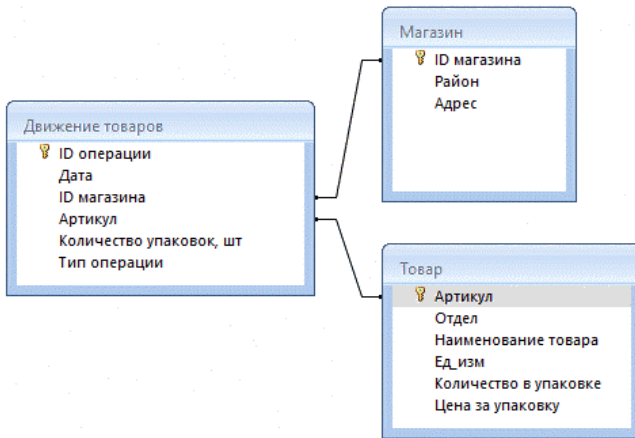 Магазин
ID магазина
Район
Адрес
Движение товаров
ID операции
Дата
ID магазина
Артикул
Количество упаковок, шт
Тип операции
Товар
Артикул
Отдел
Наименование товара
Ед_изм
Количество в упаковке
Цена за упаковку